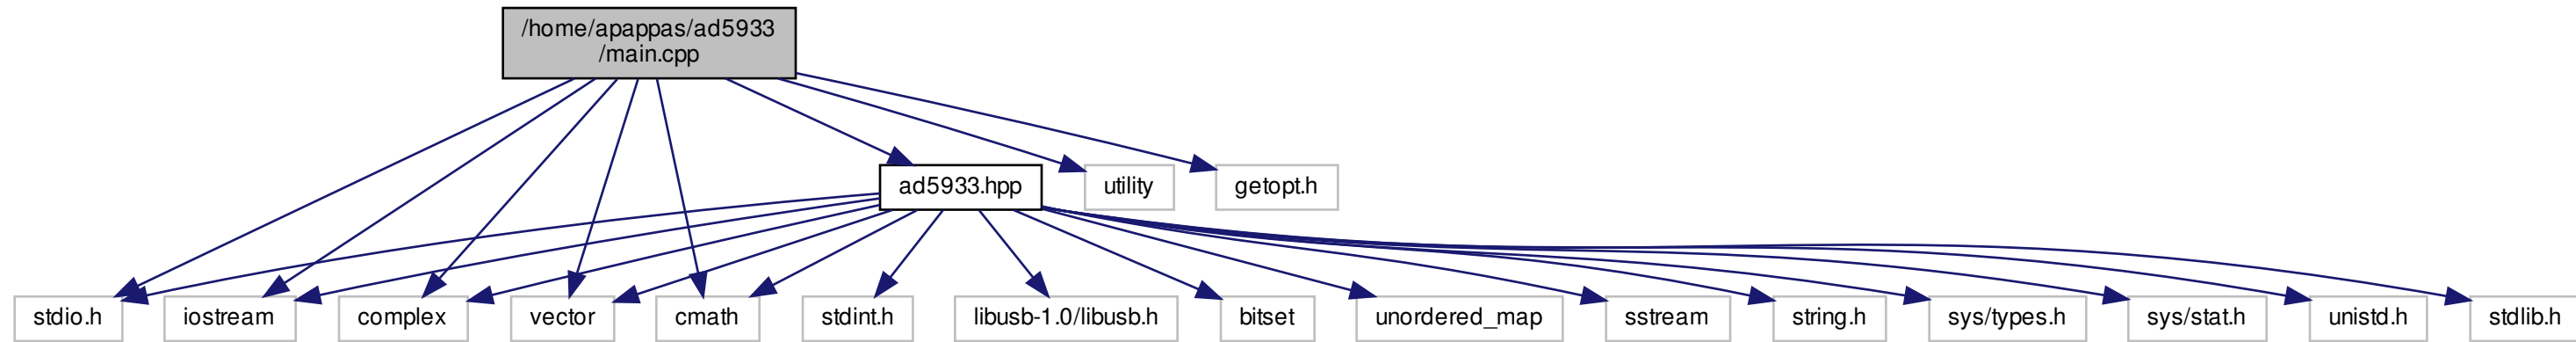 /home/apappas/ad5933
/main.cpp
ad5933.hpp
utility
getopt.h
stdio.h
iostream
complex
vector
cmath
stdint.h
libusb-1.0/libusb.h
bitset
unordered_map
sstream
string.h
sys/types.h
sys/stat.h
unistd.h
stdlib.h